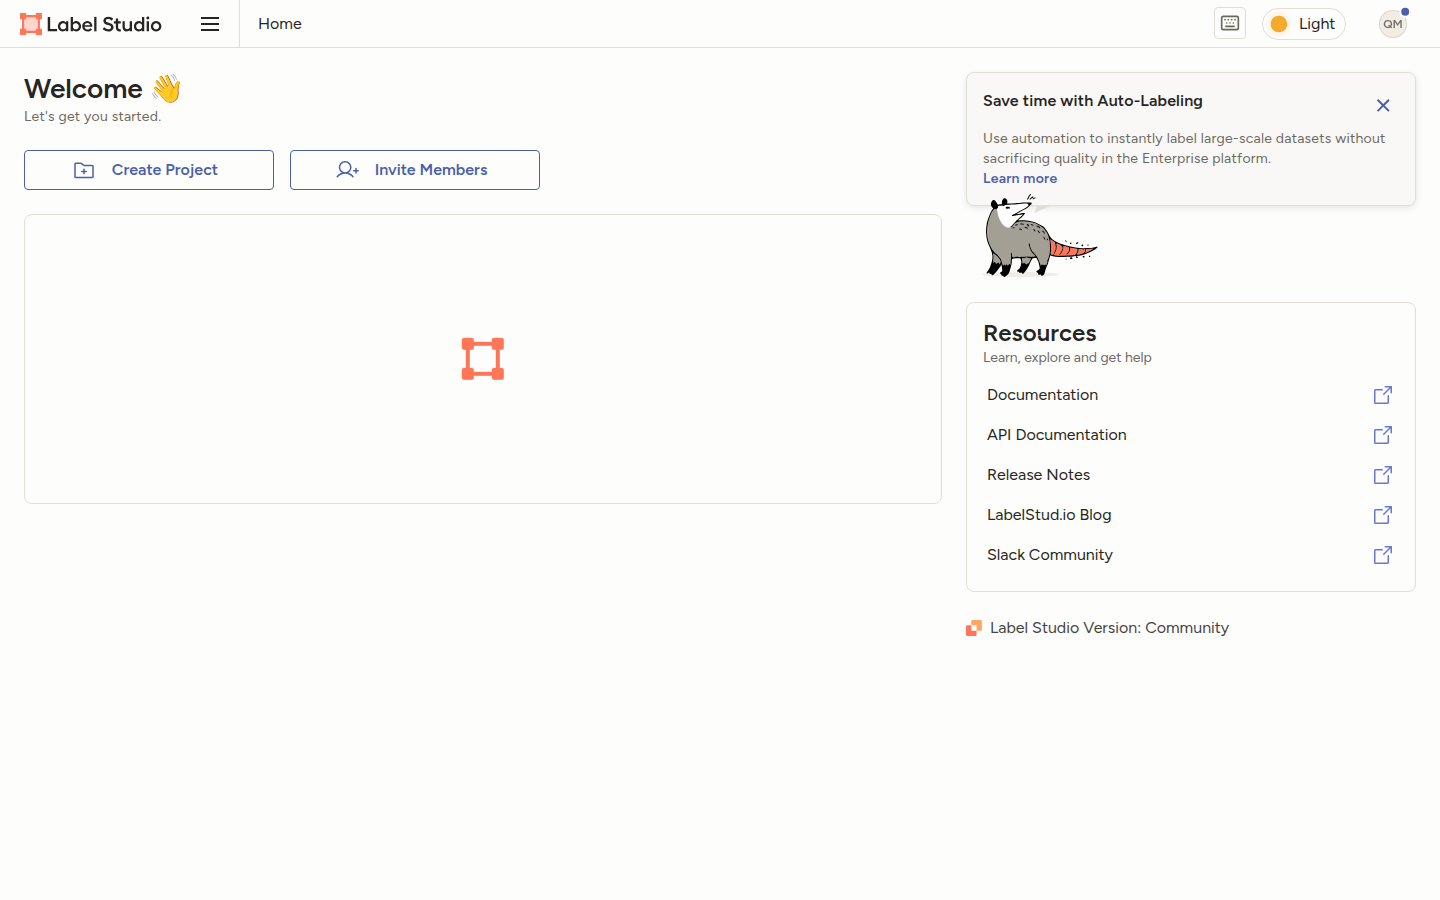 Label Studio
Home
Light
QM
Welcome 👋
Let's get you started.
Create Project
Invite Members
Save time with Auto-Labeling
Use automation to instantly label large-scale datasets without
sacrificing quality in the Enterprise platform.
Learn more
Resources
Learn, explore and get help
Documentation
API Documentation
Release Notes
LabelStud.io Blog
Slack Community
Label Studio Version: Community